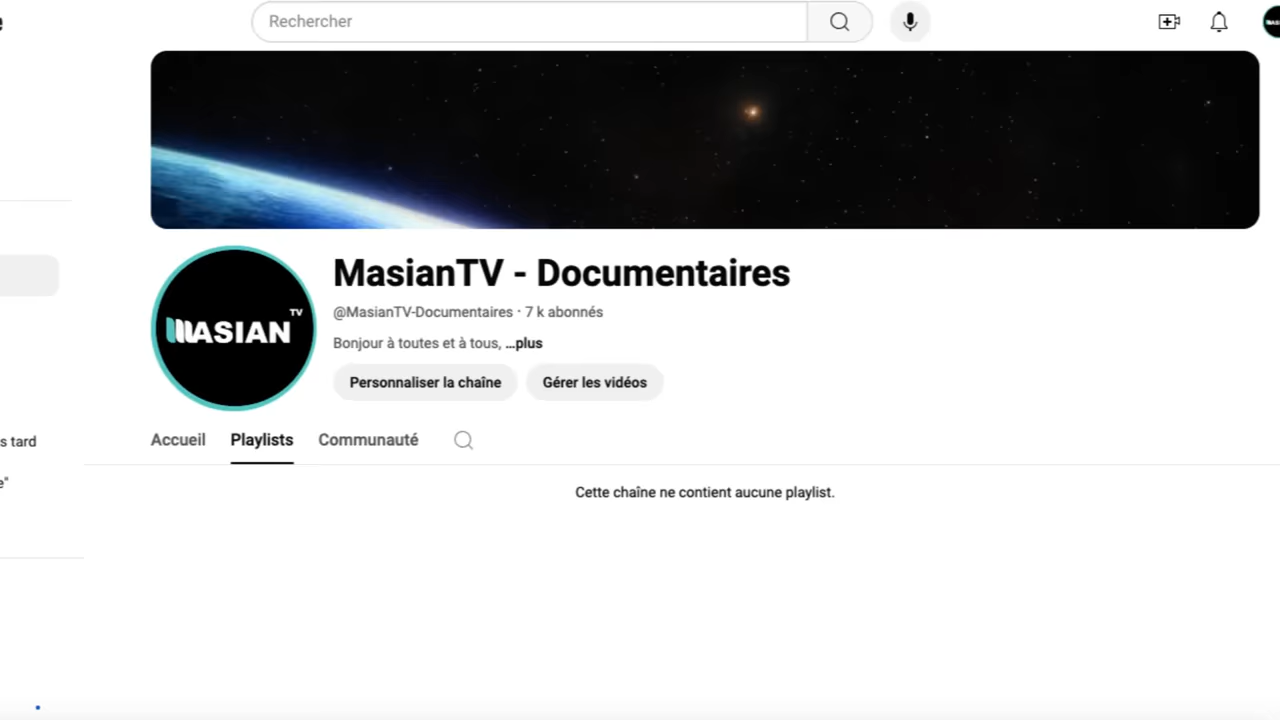 e
Rechercher
MASIAN TV
MasianTV - Documentaires
@MasianTV-Documentaires · 7 k abonnés
Bonjour à toutes et à tous, ...plus
Personnaliser la chaîne Gérer les vidéos
Accueil Playlists Communauté
s tard
e"
Cette chaîne ne contient aucune playlist.